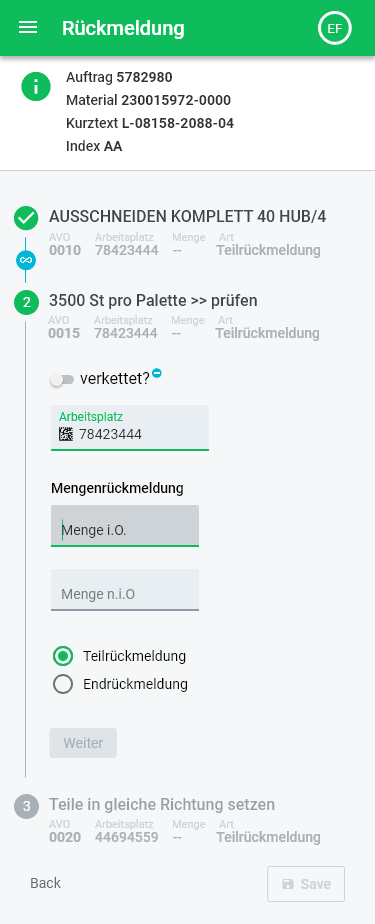 Rückmeldung EF
Auftrag 5782980
Material 230015972-0000
Kurztext L-08158-2088-04
Index AA
AUSSCHNEIDEN KOMPLETT 40 HUB/4
AVO Arbeitsplatz Menge Art
0010 78423444 -- Teilrückmeldung
2 3500 St pro Palette >> prüfen
AVO Arbeitsplatz Menge Art
0015 78423444 -- Teilrückmeldung
verkettet?
Arbeitsplatz
78423444
Mengenrückmeldung
Menge i.O.
Menge n.i.O
Teilrückmeldung
Endrückmeldung
Weiter
3 Teile in gleiche Richtung setzen
AVO Arbeitsplatz Menge Art
0020 44694559 -- Teilrückmeldung
Back Save